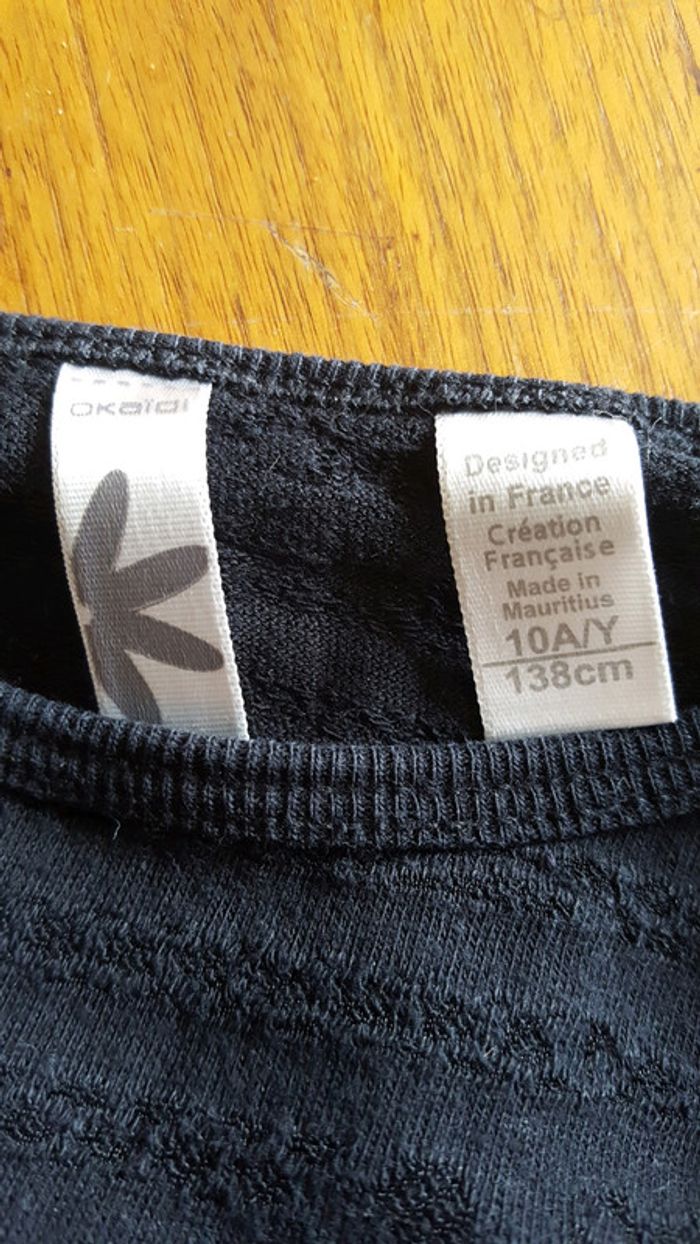 OKaïDI
Designed
in France
Création
Française
Made in
Mauritius
10A/Y
138cm